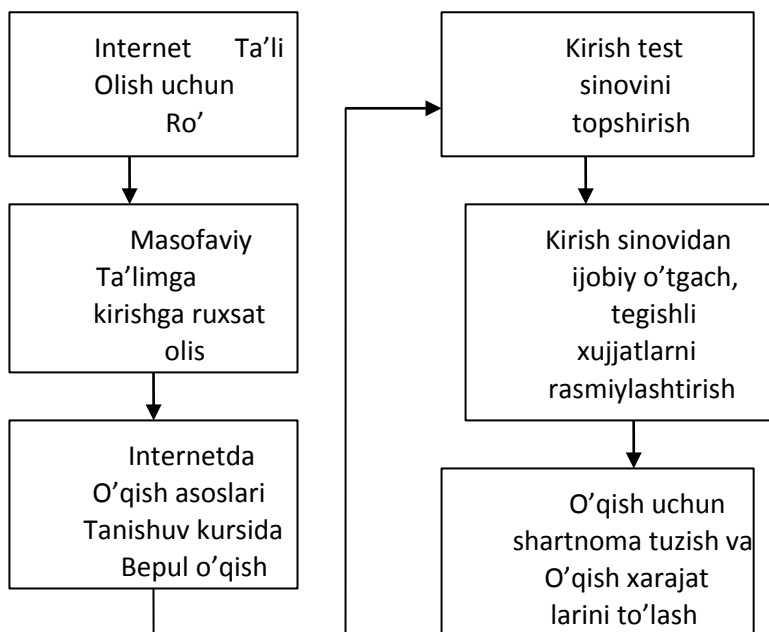 Internet Ta’li
Olish uchun
Ro’
Masofaviy
Ta’limga
kirishga ruxsat
olis
Internetda
O’qish asoslari
Tanishuv kursida
Bepul o’qish
Kirish test
sinovini
topshirish
Kirish sinovidan
ijobiy o’tgach,
tegishli
xujjatlarni
rasmiylashtirish
O’qish uchun
shartnoma tuzish va
O’qish xarajat
larini to’lash